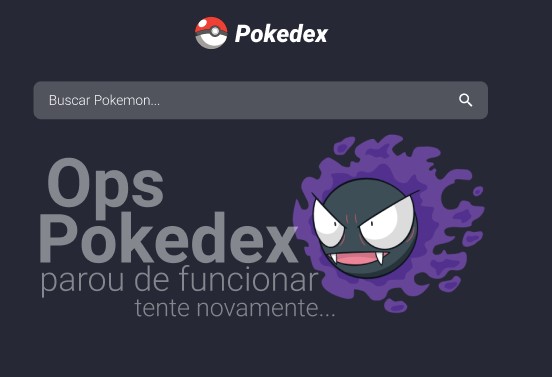 Pokedex
Buscar Pokemon...
Ops
Pokedex
parou de funcionar
tente novamente...